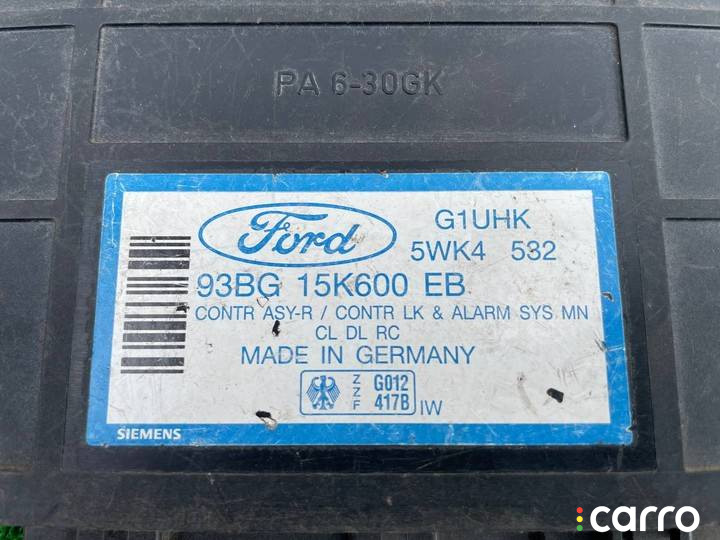 PA 6-30GK
Ford G1UHK
5WK4 532
93BG 15K600 EB
CONTR ASY-R / CONTR LK & ALARM SYS MN
CL DL RC
MADE IN GERMANY
ZZF G012
417B IW
SIEMENS
carro